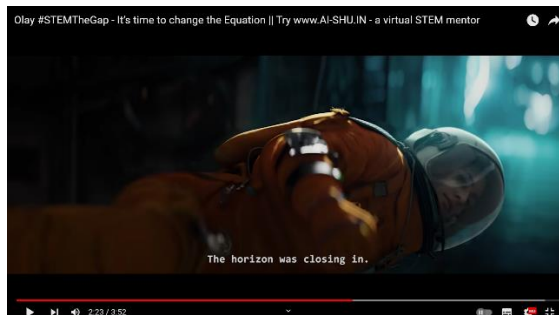 Olay #STEMTheGap - It's time to change the Equation || Try www.AI-SHU.IN - a virtual STEM mentor
The horizon was closing in.
2:23 / 3:52